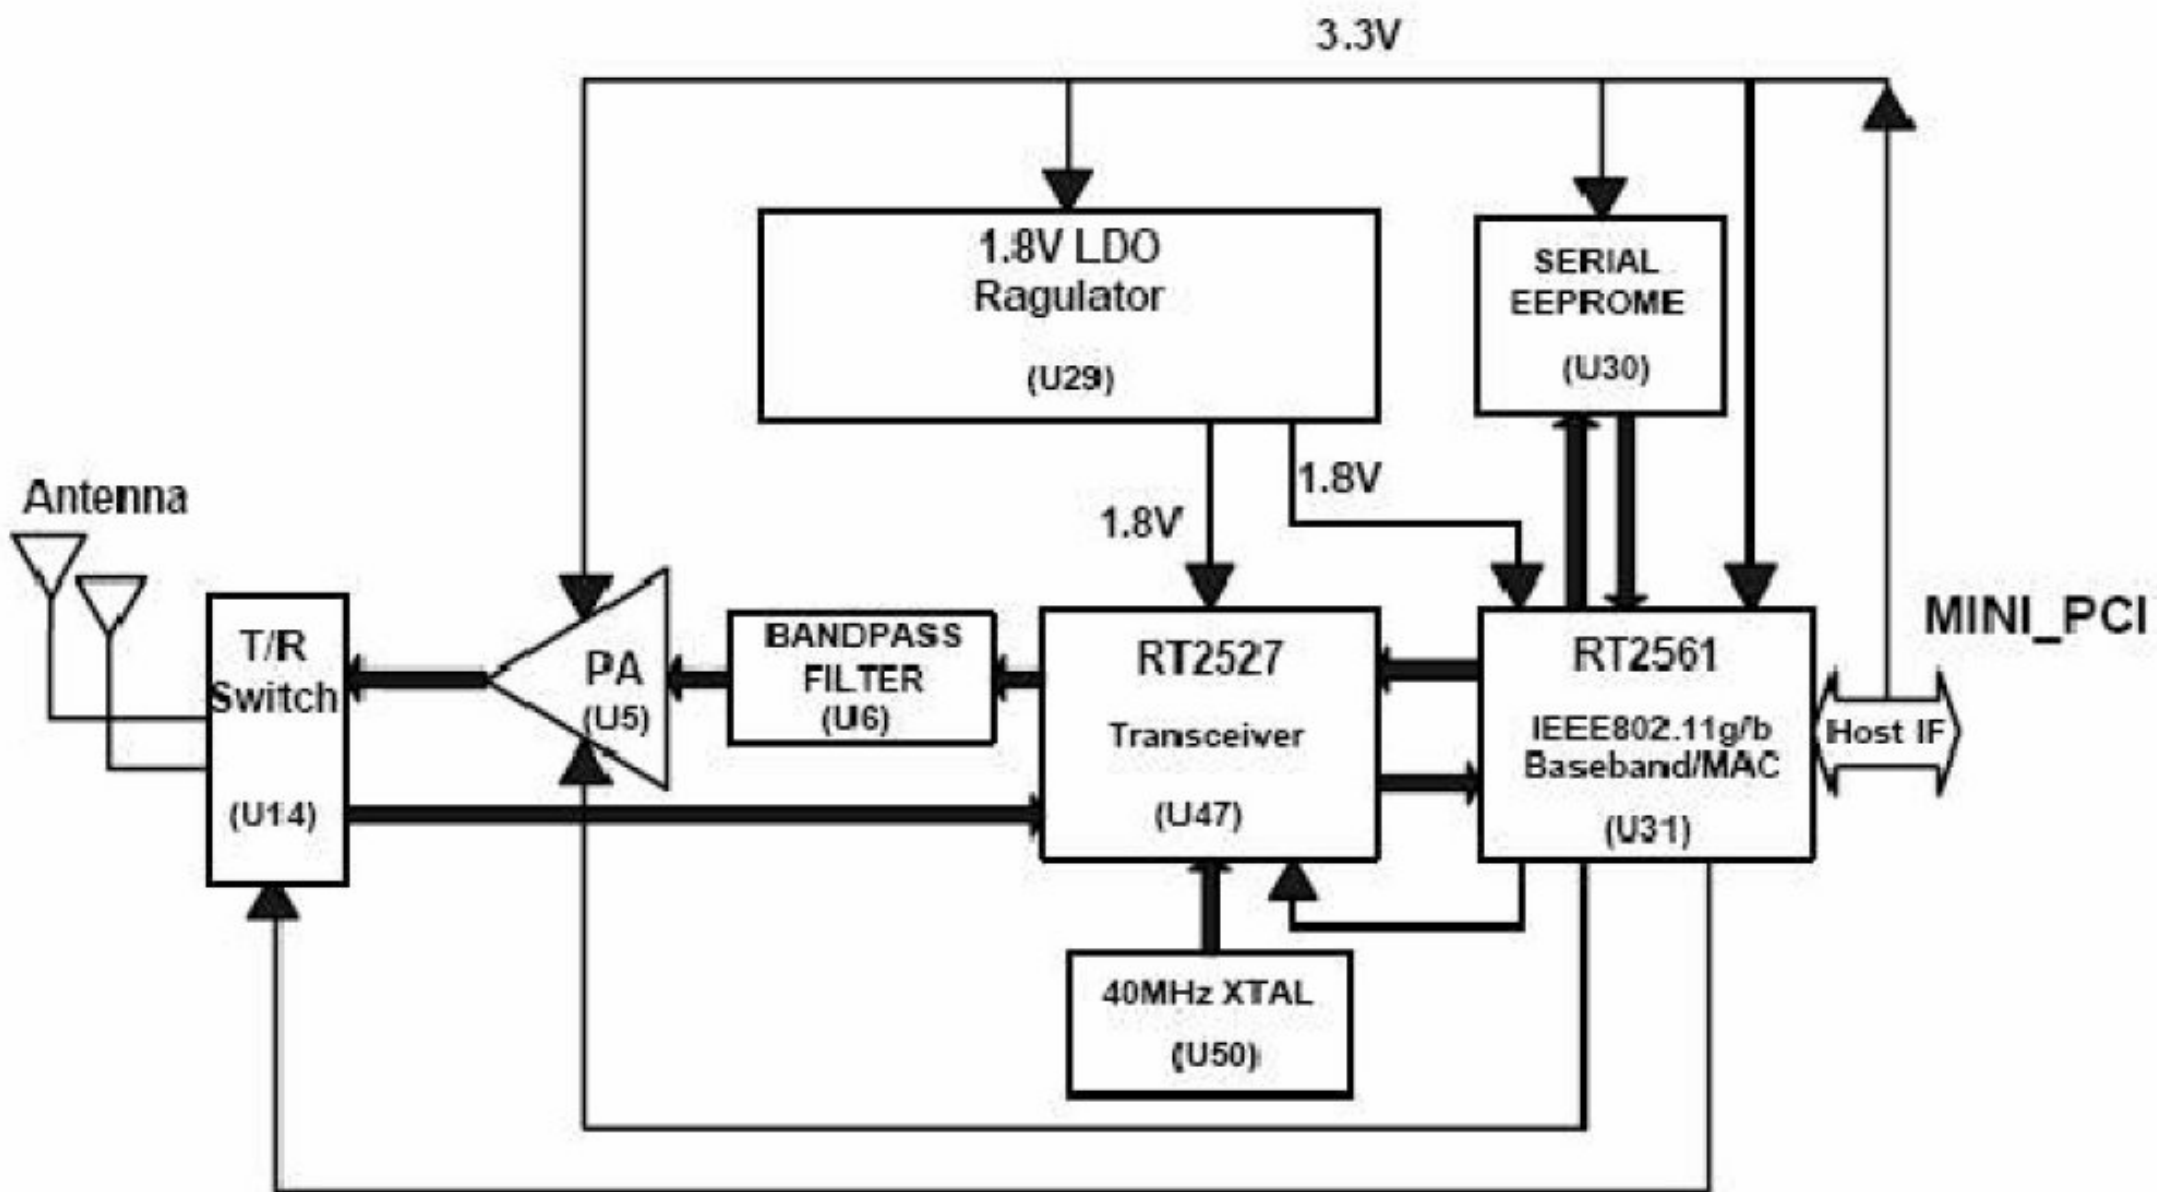 3.3V
1.8V LDO
Ragulator
(U29)
SERIAL
EEPROME
(U30)
1.8V
1.8V
Antenna
T/R
Switch
(U14)
PA
(U5)
BANDPASS
FILTER
(U6)
RT2527
Transceiver
(U47)
RT2561
IEEE802.11g/b
Baseband/MAC
(U31)
MINI_PCI
Host IF
40MHz XTAL
(U50)